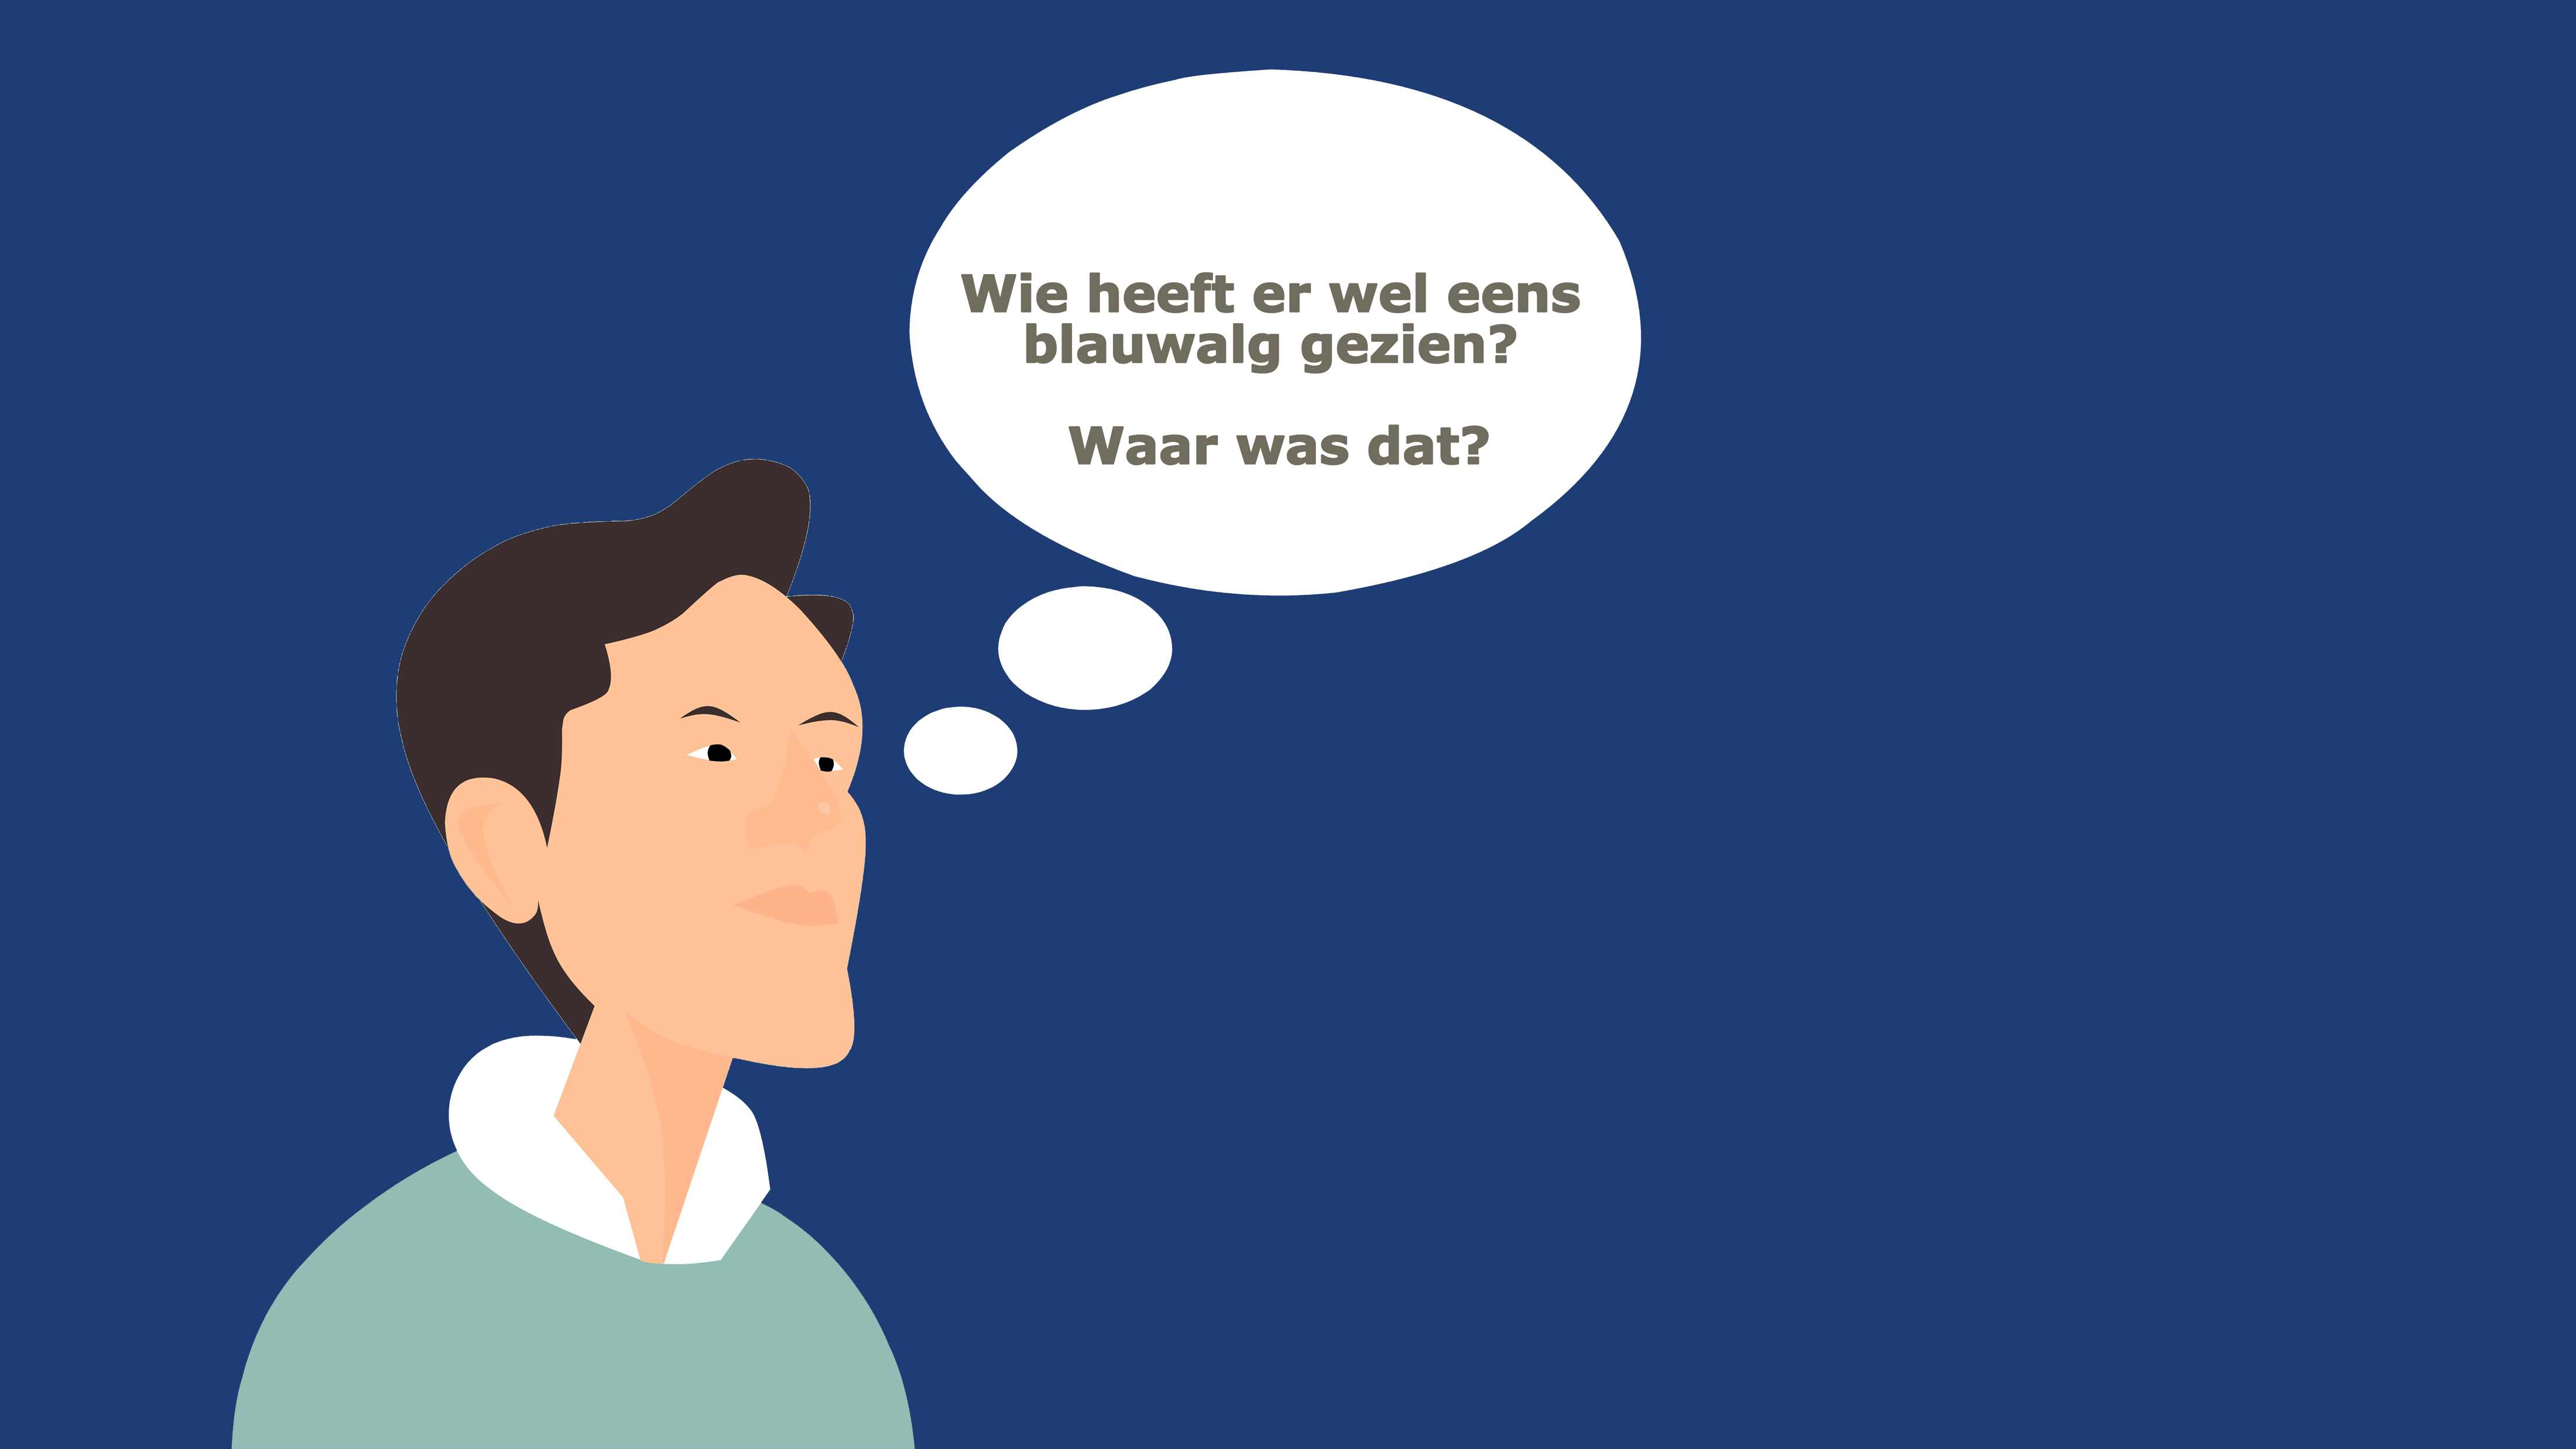 Wie heeft er wel eens
blauwalg gezien?
Waar was dat?